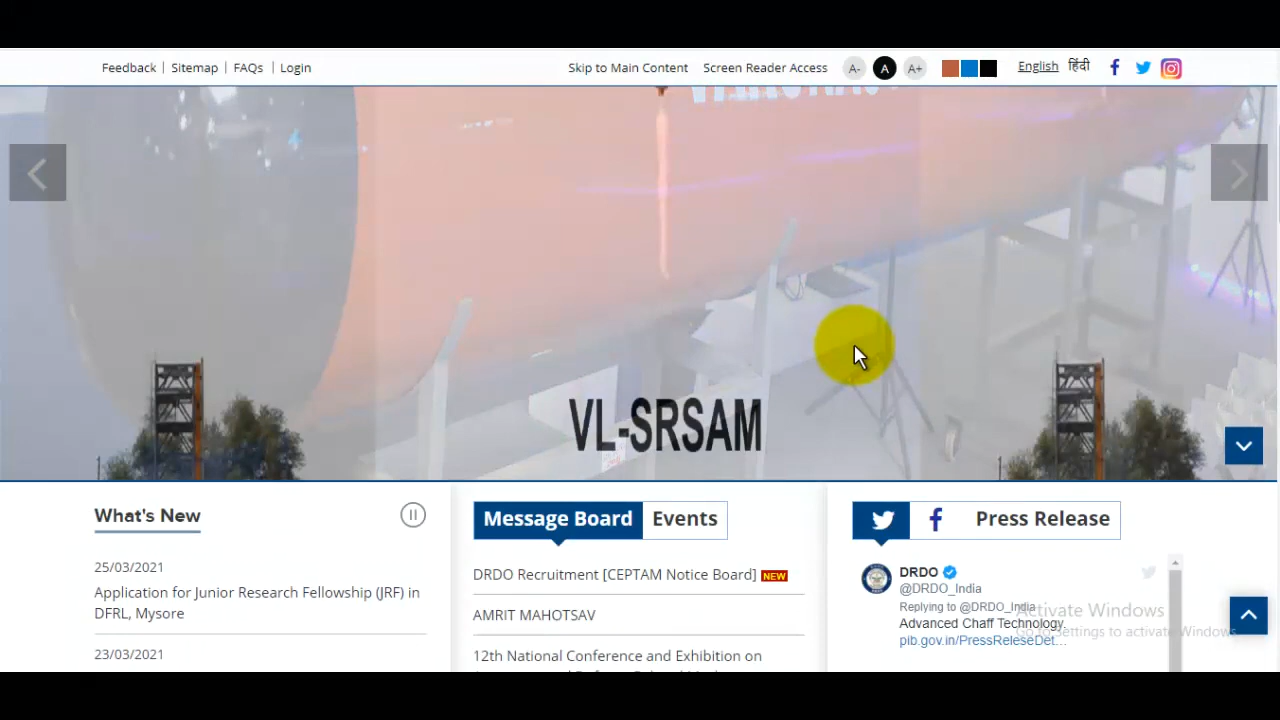 Feedback
Sitemap
FAQs
Login
Skip to Main Content
Screen Reader Access
A-
A
A+
English
हिंदी
VL-SRSAM
What's New
25/03/2021
Application for Junior Research Fellowship (JRF) in
DFRL, Mysore
23/03/2021
Message Board
Events
DRDO Recruitment [CEPTAM Notice Board] NEW
AMRIT MAHOTSAV
12th National Conference and Exhibition on
Press Release
DRDO
@DRDO_India
Replying to @DRDO_India
Advanced Chaff Technology.
pib.gov.in/PressReleseDet…
Activate Windows
Go to Settings to activate Windows.